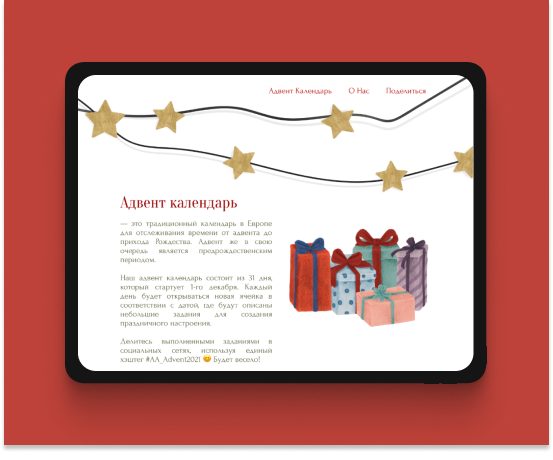 Адвент Календарь О Нас Поделиться
Адвент календарь
— это традиционный календарь в Европе
для отслеживания времени от адвента до
прихода Рождества. Адвент же в свою
очередь является предрождественским
периодом.
Наш адвент календарь состоит из 31 дня,
который стартует 1-го декабря. Каждый
день будет открываться новая ячейка в
соответствии с датой, где будут описаны
небольшие задания для создания
праздничного настроения.
Делитесь выполненными заданиями в
социальных сетях, используя единый
хэштег #AA_Advent2021 😊 Будет весело!